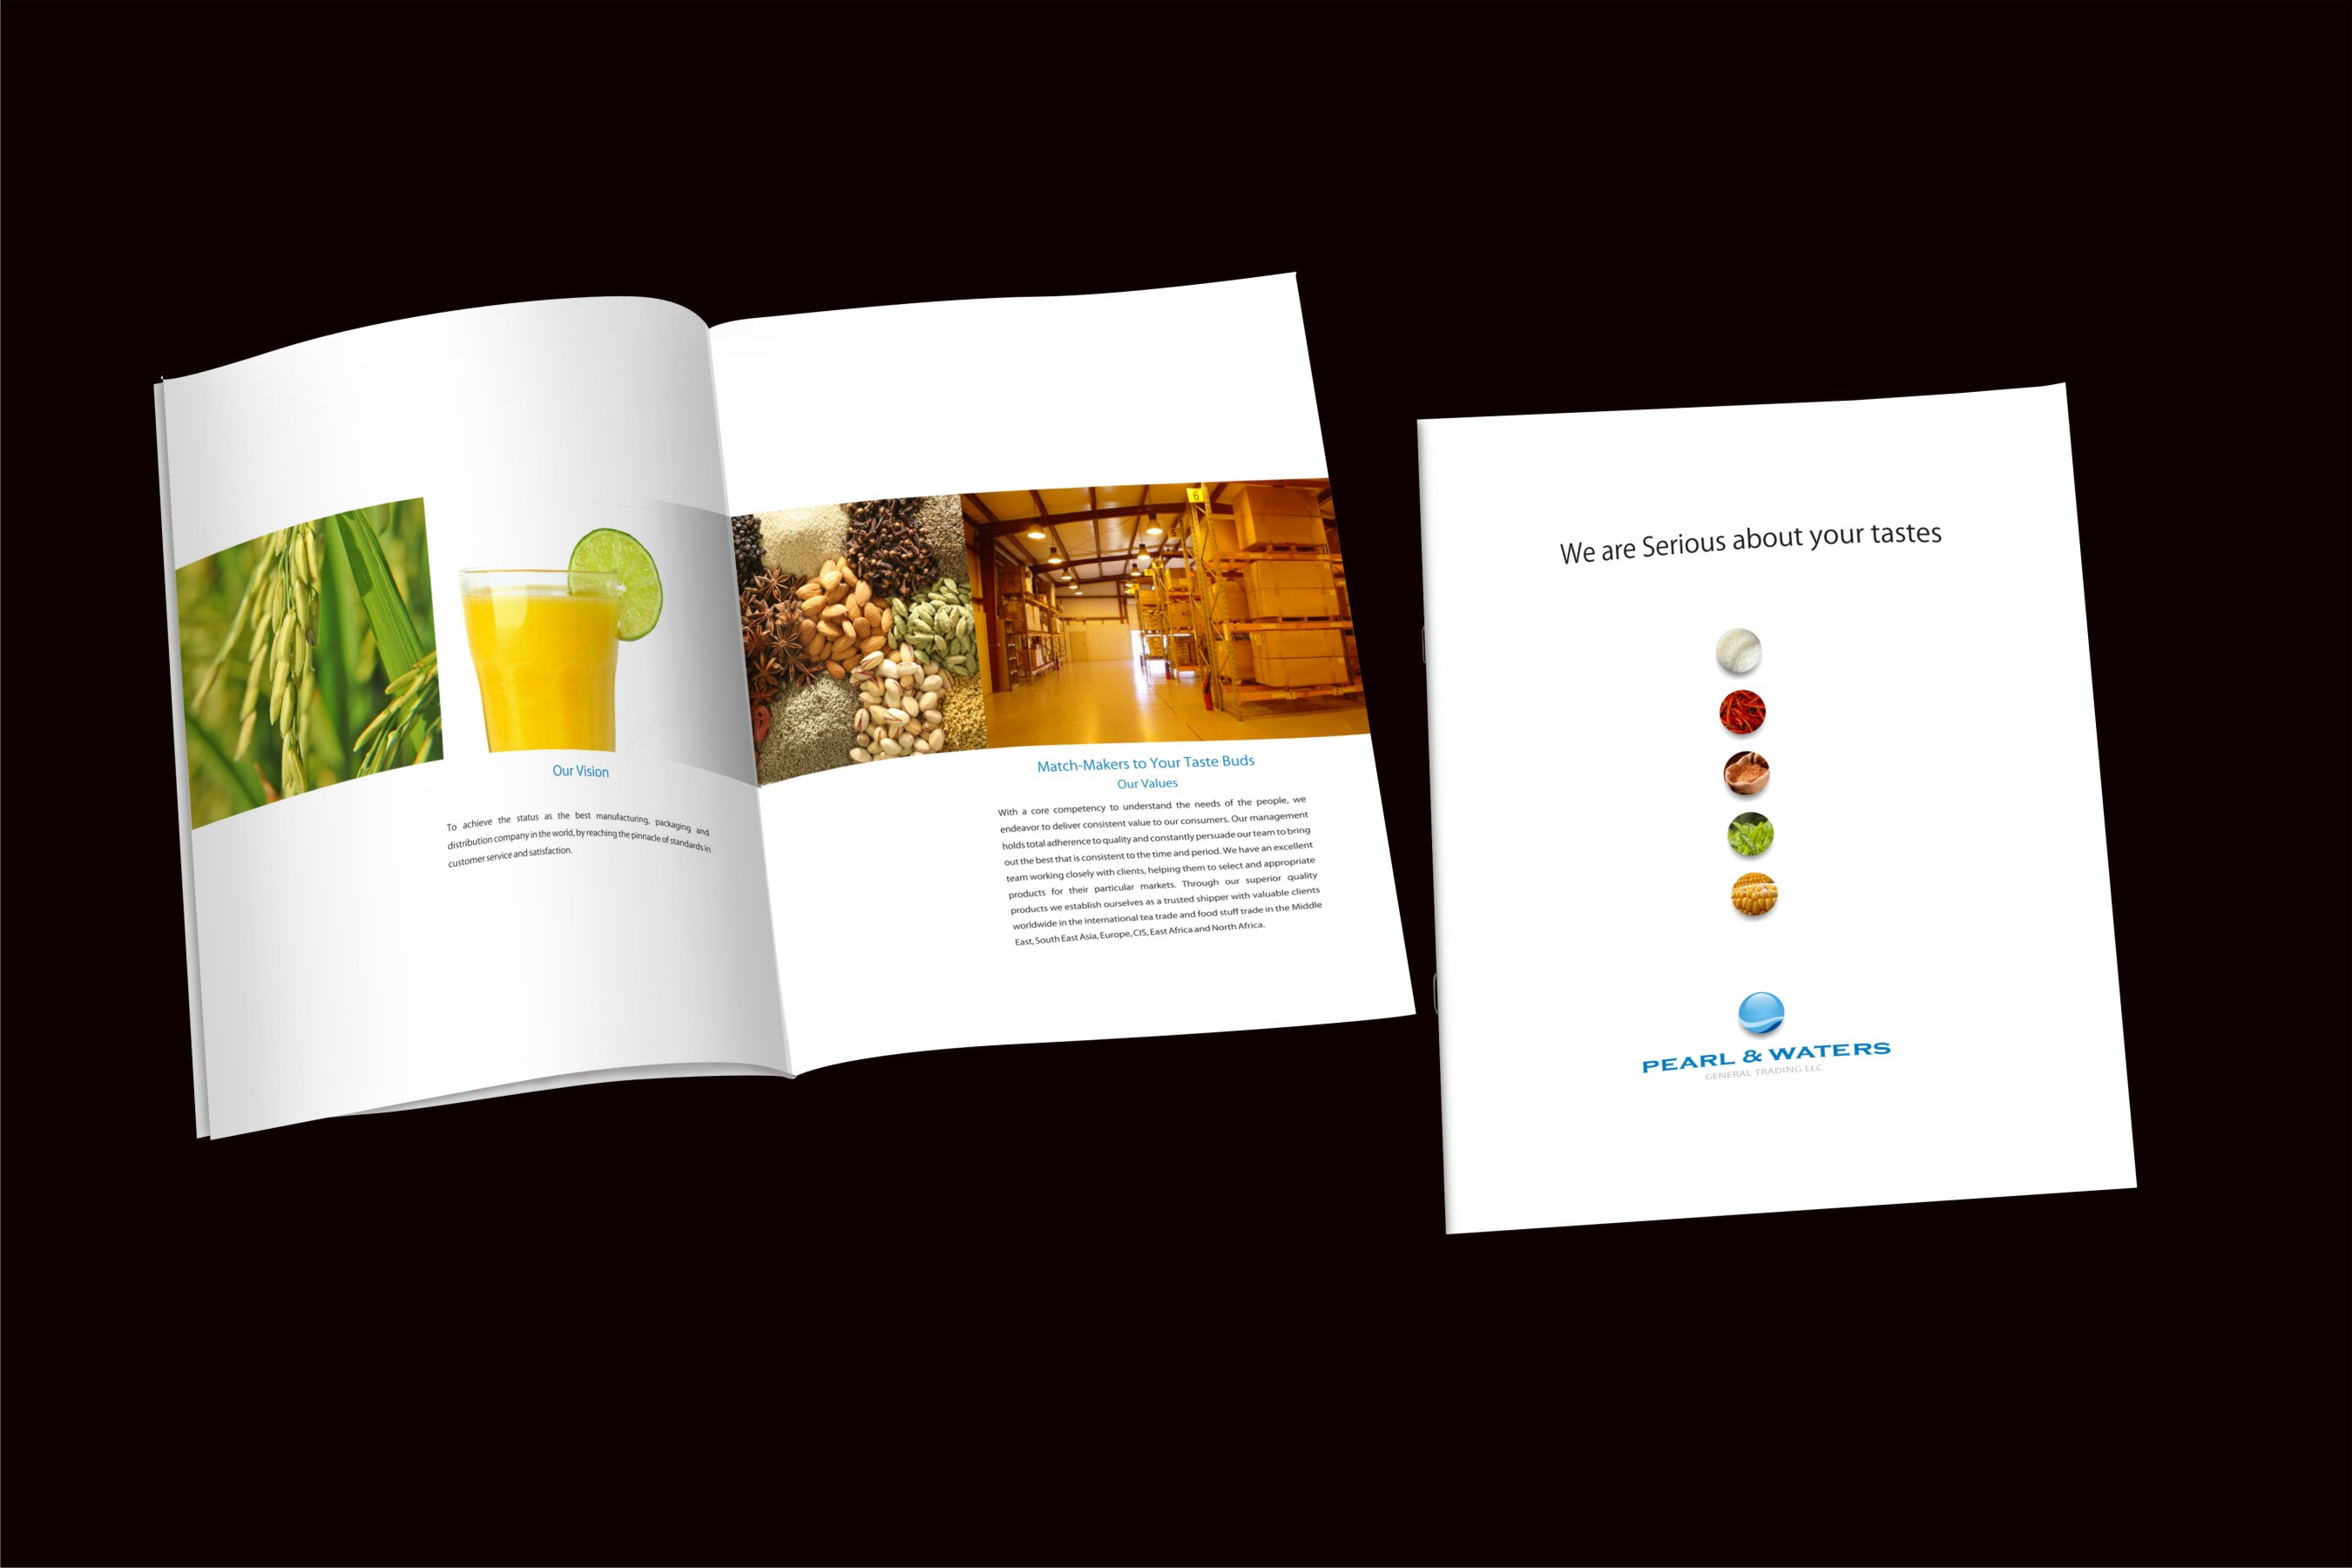 Our Vision
To achieve the status as the best manufacturing, packaging and
distribution company in the world, by reaching the pinnacle of standards in
customer service and satisfaction.
6
Match-Makers to Your Taste Buds
Our Values
With a core competency to understand the needs of the people, we
endeavor to deliver consistent value to our consumers. Our management
holds total adherence to quality and constantly persuade our team to bring
out the best that is consistent to the time and period. We have an excellent
team working closely with clients, helping them to select and appropriate
products for their particular markets. Through our superior quality
products we establish ourselves as a trusted shipper with valuable clients
worldwide in the international tea trade and food stuff trade in the Middle
East, South East Asia, Europe, CIS, East Africa and North Africa.
We are Serious about your tastes
PEARL & WATERS
GENERAL TRADING LLC